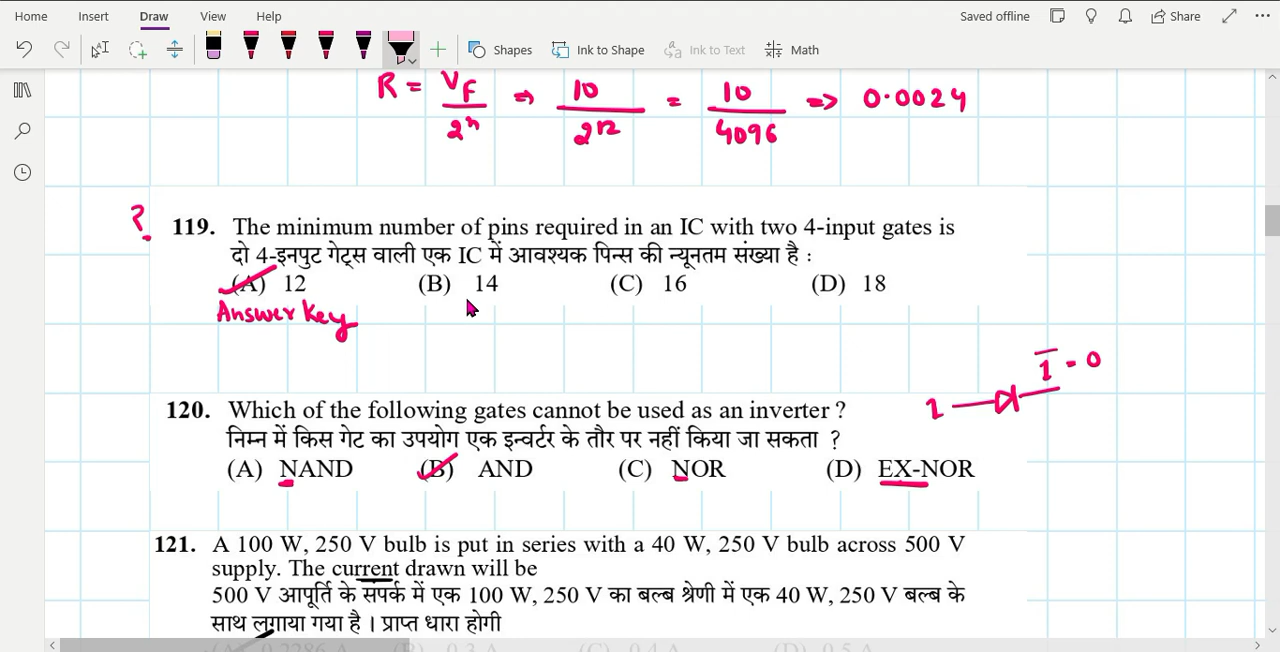 Home Insert Draw View Help Saved offline Share
Shapes Ink to Shape Ink to Text Math
R = VF/2ⁿ ⇒ 10/2¹² = 10/4096 ⇒ 0.0024
? 119. The minimum number of pins required in an IC with two 4-input gates is
दो 4-इनपुट गेट्स वाली एक IC में आवश्यक पिन्स की न्यूनतम संख्या है :
(A) 12 (B) 14 (C) 16 (D) 18
Answer Key
1 1̅ - 0
120. Which of the following gates cannot be used as an inverter ?
निम्न में किस गेट का उपयोग एक इन्वर्टर के तौर पर नहीं किया जा सकता ?
(A) NAND (B) AND (C) NOR (D) EX-NOR
121. A 100 W, 250 V bulb is put in series with a 40 W, 250 V bulb across 500 V
supply. The current drawn will be
500 V आपूर्ति के संपर्क में एक 100 W, 250 V का बल्ब श्रेणी में एक 40 W, 250 V बल्ब के
साथ लगाया गया है । प्राप्त धारा होगी